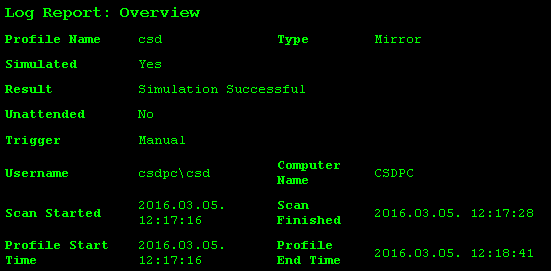 Log Report: Overview
Profile Name csd Type Mirror
Simulated Yes
Result Simulation Successful
Unattended No
Trigger Manual
Username csdpc\csd Computer Name CSDPC
Scan Started 2016.03.05. 12:17:16 Scan Finished 2016.03.05. 12:17:28
Profile Start Time 2016.03.05. 12:17:16 Profile End Time 2016.03.05. 12:18:41